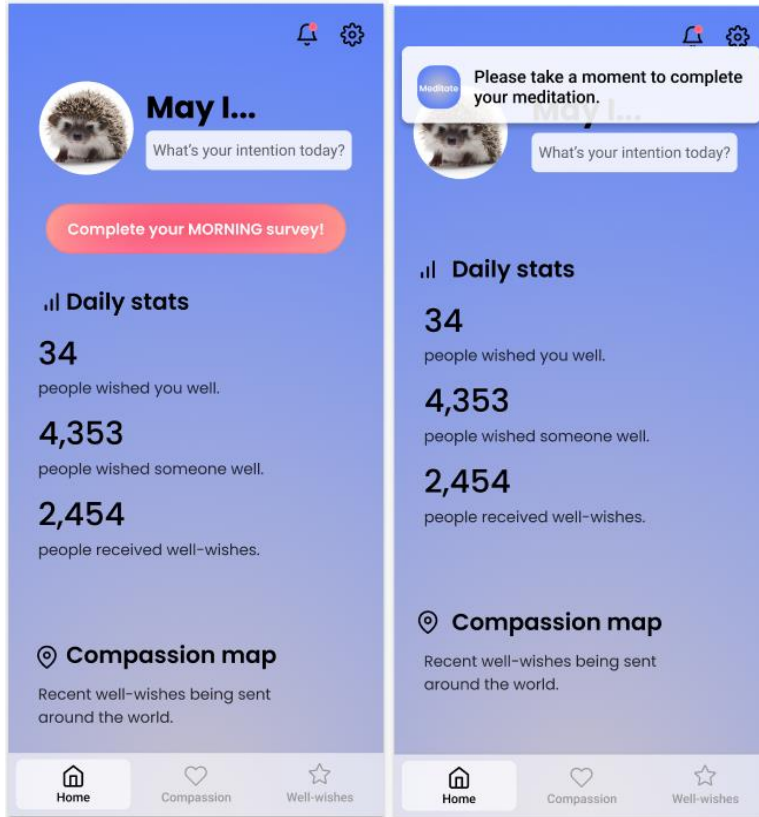 May I...
What's your intention today?
Complete your MORNING survey!
Daily stats
34
people wished you well.
4,353
people wished someone well.
2,454
people received well-wishes.
Compassion map
Recent well-wishes being sent
around the world.
Home
Compassion
Well-wishes
Meditate
Please take a moment to complete
your meditation.
May I...
What's your intention today?
Daily stats
34
people wished you well.
4,353
people wished someone well.
2,454
people received well-wishes.
Compassion map
Recent well-wishes being sent
around the world.
Home
Compassion
Well-wishes